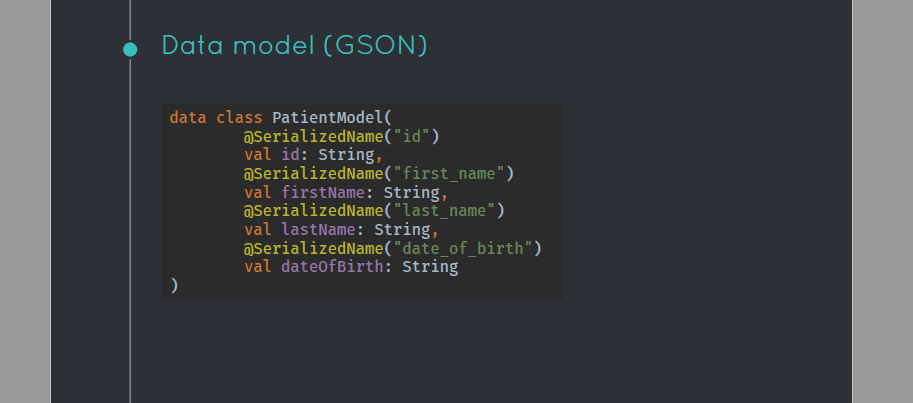 Data model (GSON)
data class PatientModel(
@SerializedName("id")
val id: String,
@SerializedName("first_name")
val firstName: String,
@SerializedName("last_name")
val lastName: String,
@SerializedName("date_of_birth")
val dateOfBirth: String
)